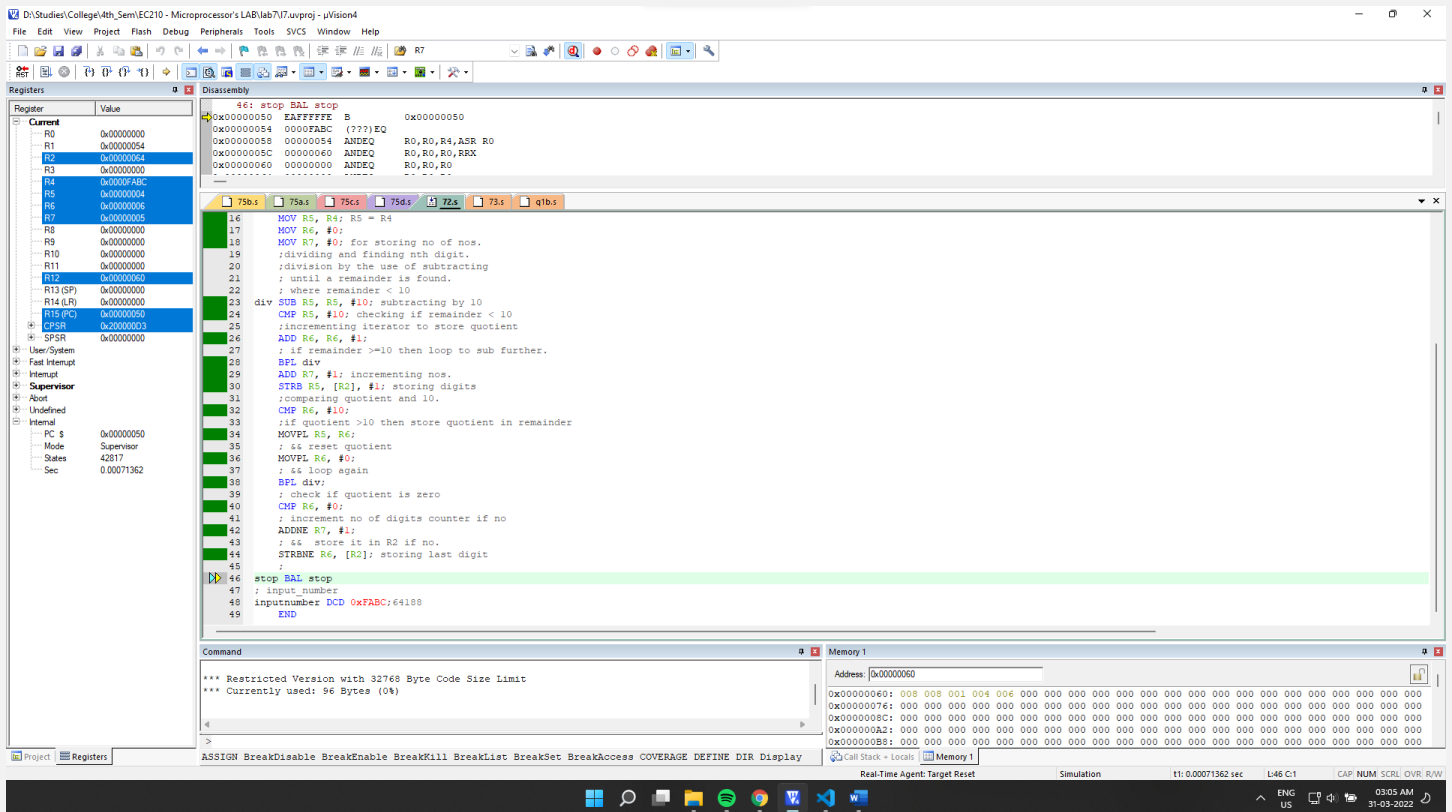 D:\Studies\College\4th_Sem\EC210 - Microprocessor's LAB\lab7\l7.uvproj - µVision4
File Edit View Project Flash Debug Peripherals Tools SVCS Window Help
R7
Registers
Register Value
Current
R0 0x00000000
R1 0x00000054
R2 0x00000064
R3 0x00000000
R4 0x0000FABC
R5 0x00000004
R6 0x00000006
R7 0x00000005
R8 0x00000000
R9 0x00000000
R10 0x00000000
R11 0x00000000
R12 0x00000060
R13 (SP) 0x00000000
R14 (LR) 0x00000000
R15 (PC) 0x00000050
CPSR 0x200000D3
SPSR 0x00000000
User/System
Fast Interrupt
Interrupt
Supervisor
Abort
Undefined
Internal
PC $ 0x00000050
Mode Supervisor
States 42817
Sec 0.00071362
Project Registers
Disassembly
46: stop BAL stop
0x00000050 EAFFFFFE B 0x00000050
0x00000054 0000FABC (???)EQ
0x00000058 00000054 ANDEQ R0,R0,R4,ASR R0
0x0000005C 00000060 ANDEQ R0,R0,R0,RRX
0x00000060 00000000 ANDEQ R0,R0,R0
75b.s 75a.s 75c.s 75d.s 72.s 73.s q1b.s
16 MOV R5, R4; R5 = R4
17 MOV R6, #0;
18 MOV R7, #0; for storing no of nos.
19 ;dividing and finding nth digit.
20 ;division by the use of subtracting
21 ; until a remainder is found.
22 ; where remainder < 10
23 div SUB R5, R5, #10; subtracting by 10
24 CMP R5, #10; checking if remainder < 10
25 ;incrementing iterator to store quotient
26 ADD R6, R6, #1;
27 ; if remainder >=10 then loop to sub further.
28 BPL div
29 ADD R7, #1; incrementing nos.
30 STRB R5, [R2], #1; storing digits
31 ;comparing quotient and 10.
32 CMP R6, #10;
33 ;if quotient >10 then store quotient in remainder
34 MOVPL R5, R6;
35 ; && reset quotient
36 MOVPL R6, #0;
37 ; && loop again
38 BPL div;
39 ; check if quotient is zero
40 CMP R6, #0;
41 ; increment no of digits counter if no
42 ADDNE R7, #1;
43 ; && store it in R2 if no.
44 STRBNE R6, [R2]; storing last digit
45 ;
46 stop BAL stop
47 ; input_number
48 inputnumber DCD 0xFABC;64188
49 END
Command
*** Restricted Version with 32768 Byte Code Size Limit
*** Currently used: 96 Bytes (0%)
>
ASSIGN BreakDisable BreakEnable BreakKill BreakList BreakSet BreakAccess COVERAGE DEFINE DIR Display
Memory 1
Address: 0x00000060
0x00000060: 008 008 001 004 006 000 000 000 000 000 000 000 000 000 000 000 000 000 000 000 000 000
0x00000076: 000 000 000 000 000 000 000 000 000 000 000 000 000 000 000 000 000 000 000 000 000 000
0x0000008C: 000 000 000 000 000 000 000 000 000 000 000 000 000 000 000 000 000 000 000 000 000 000
0x000000A2: 000 000 000 000 000 000 000 000 000 000 000 000 000 000 000 000 000 000 000 000 000 000
0x000000B8: 000 000 000 000 000 000 000 000 000 000 000 000 000 000 000 000 000 000 000 000 000 000
Call Stack + Locals Memory 1
Real-Time Agent: Target Reset Simulation t1: 0.00071362 sec L:46 C:1 CAP NUM SCRL OVR R/W
ENG
US
03:05 AM
31-03-2022